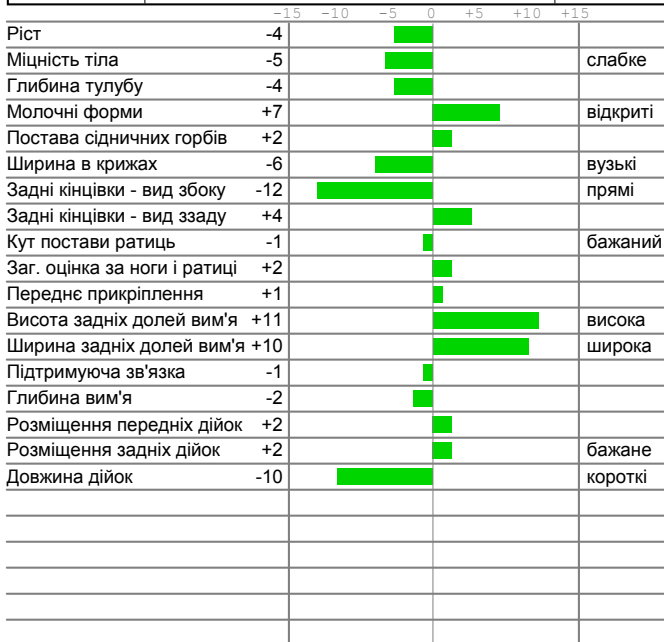 -15 -10 -5 0 +5 +10 +15
Ріст -4
Міцність тіла -5 слабке
Глибина тулубу -4
Молочні форми +7 відкриті
Постава сідничних горбів +2
Ширина в крижах -6 вузькі
Задні кінцівки - вид збоку -12 прямі
Задні кінцівки - вид ззаду +4
Кут постави ратиць -1 бажаний
Заг. оцінка за ноги і ратиці +2
Переднє прикріплення +1
Висота задніх долей вим'я +11 висока
Ширина задніх долей вим'я +10 широка
Підтримуюча зв'язка -1
Глибина вим'я -2
Розміщення передніх дійок +2
Розміщення задніх дійок +2 бажане
Довжина дійок -10 короткі